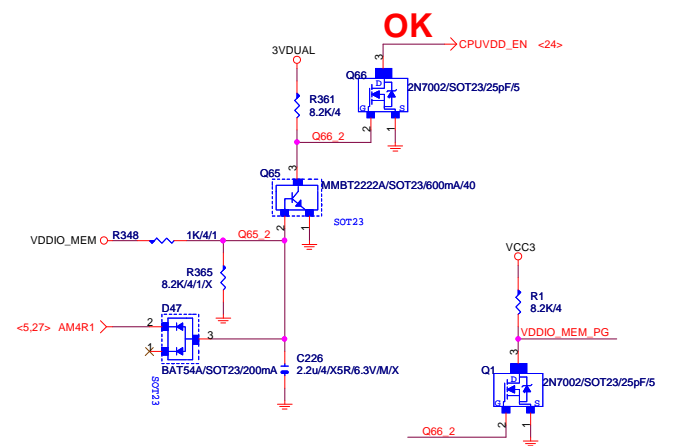 OK
CPUVDD_EN <24>
3VDUAL
3
Q66
D
2N7002/SOT23/25pF/5
R361
8.2K/4
G
S
Q66_2
2
1
3
Q65
MMBT2222A/SOT23/600mA/40
SOT23
2
1
VDDIO_MEM
R348
1K/4/1
Q65_2
VCC3
R365
8.2K/4/1/X
R1
8.2K/4
D47
<5,27> AM4R1
2
3
1
VDDIO_MEM_PG
BAT54A/SOT23/200mA
SOT23
C226
2.2u/4/X5R/6.3V/M/X
3
Q1
D
2N7002/SOT23/25pF/5
G
S
Q66_2
2
1